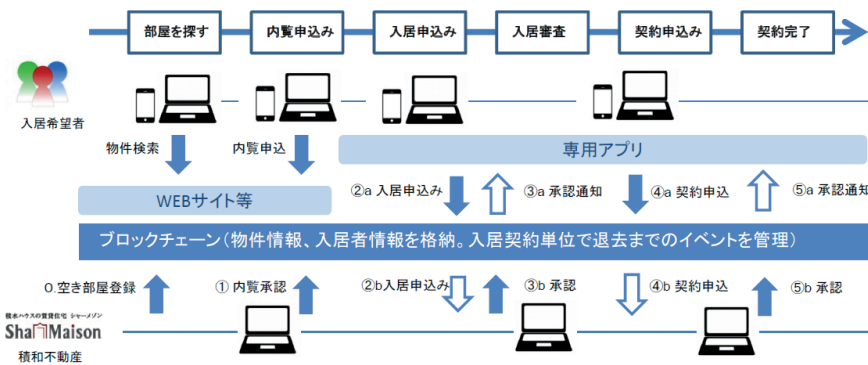 部屋を探す
内覧申込み
入居申込み
入居審査
契約申込み
契約完了
入居希望者
物件検索
内覧申込
専用アプリ
WEBサイト等
②a 入居申込み
③a 承認通知
④a 契約申込
⑤a 承認通知
ブロックチェーン(物件情報、入居者情報を格納。入居契約単位で退去までのイベントを管理)
0.空き部屋登録
① 内覧承認
②b入居申込み
③b 承認
④b 契約申込
⑤b 承認
積水ハウスの賃貸住宅 シャーメゾン
Sha Maison
積和不動産